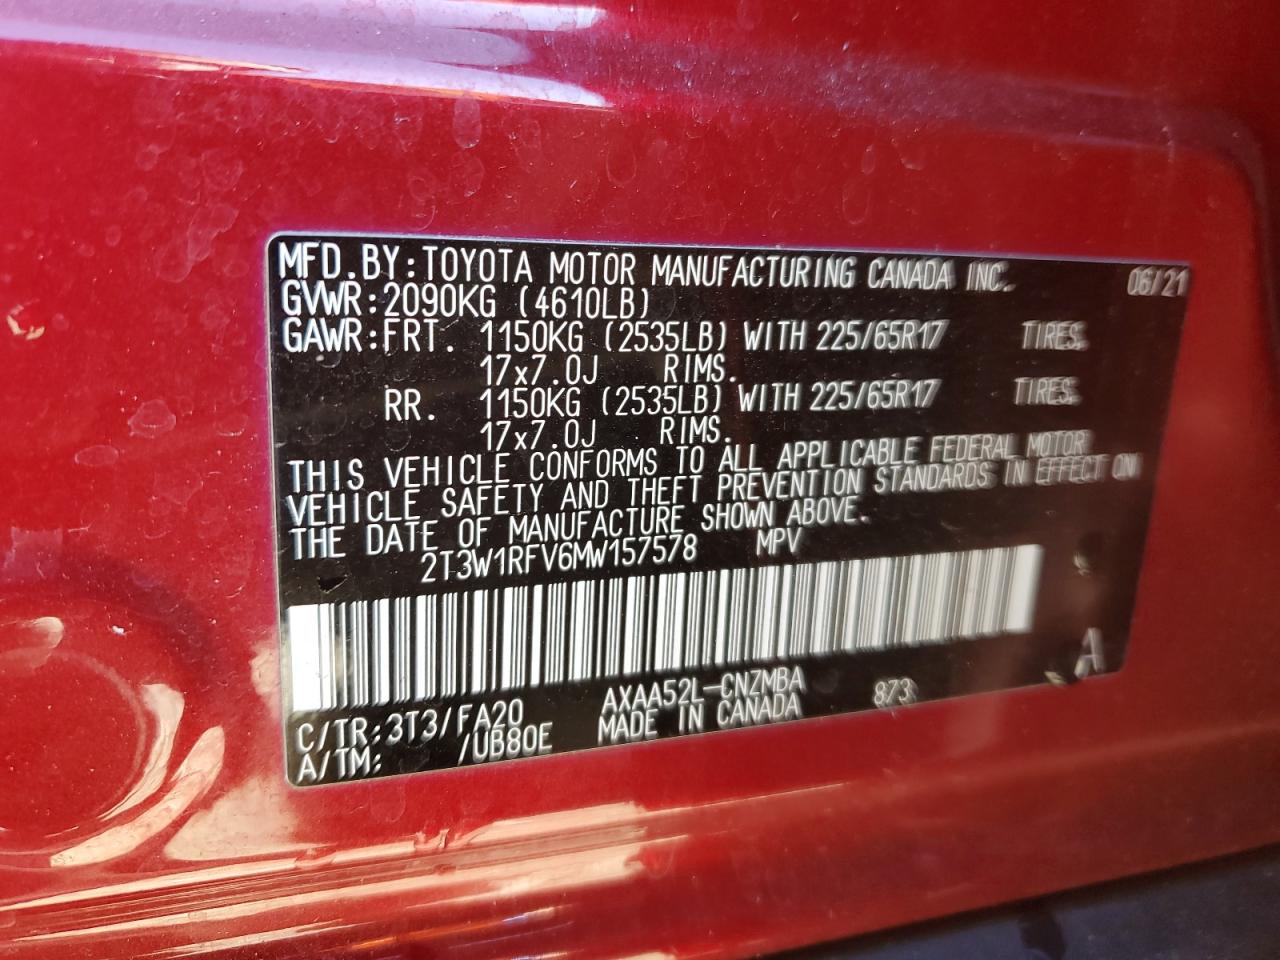 MFD.BY:TOYOTA MOTOR MANUFACTURING CANADA INC. 06/21
GVWR:2090KG (4610LB)
GAWR:FRT. 1150KG (2535LB) WITH 225/65R17 TIRES.
17x7.0J RIMS.
RR. 1150KG (2535LB) WITH 225/65R17 TIRES.
17x7.0J RIMS.
THIS VEHICLE CONFORMS TO ALL APPLICABLE FEDERAL MOTOR
VEHICLE SAFETY AND THEFT PREVENTION STANDARDS IN EFFECT ON
THE DATE OF MANUFACTURE SHOWN ABOVE.
2T3W1RFV6MW157578 MPV
A
C/TR:3T3/FA20 AXAA52L-CNZMBA 873
A/TM: /UB80E MADE IN CANADA